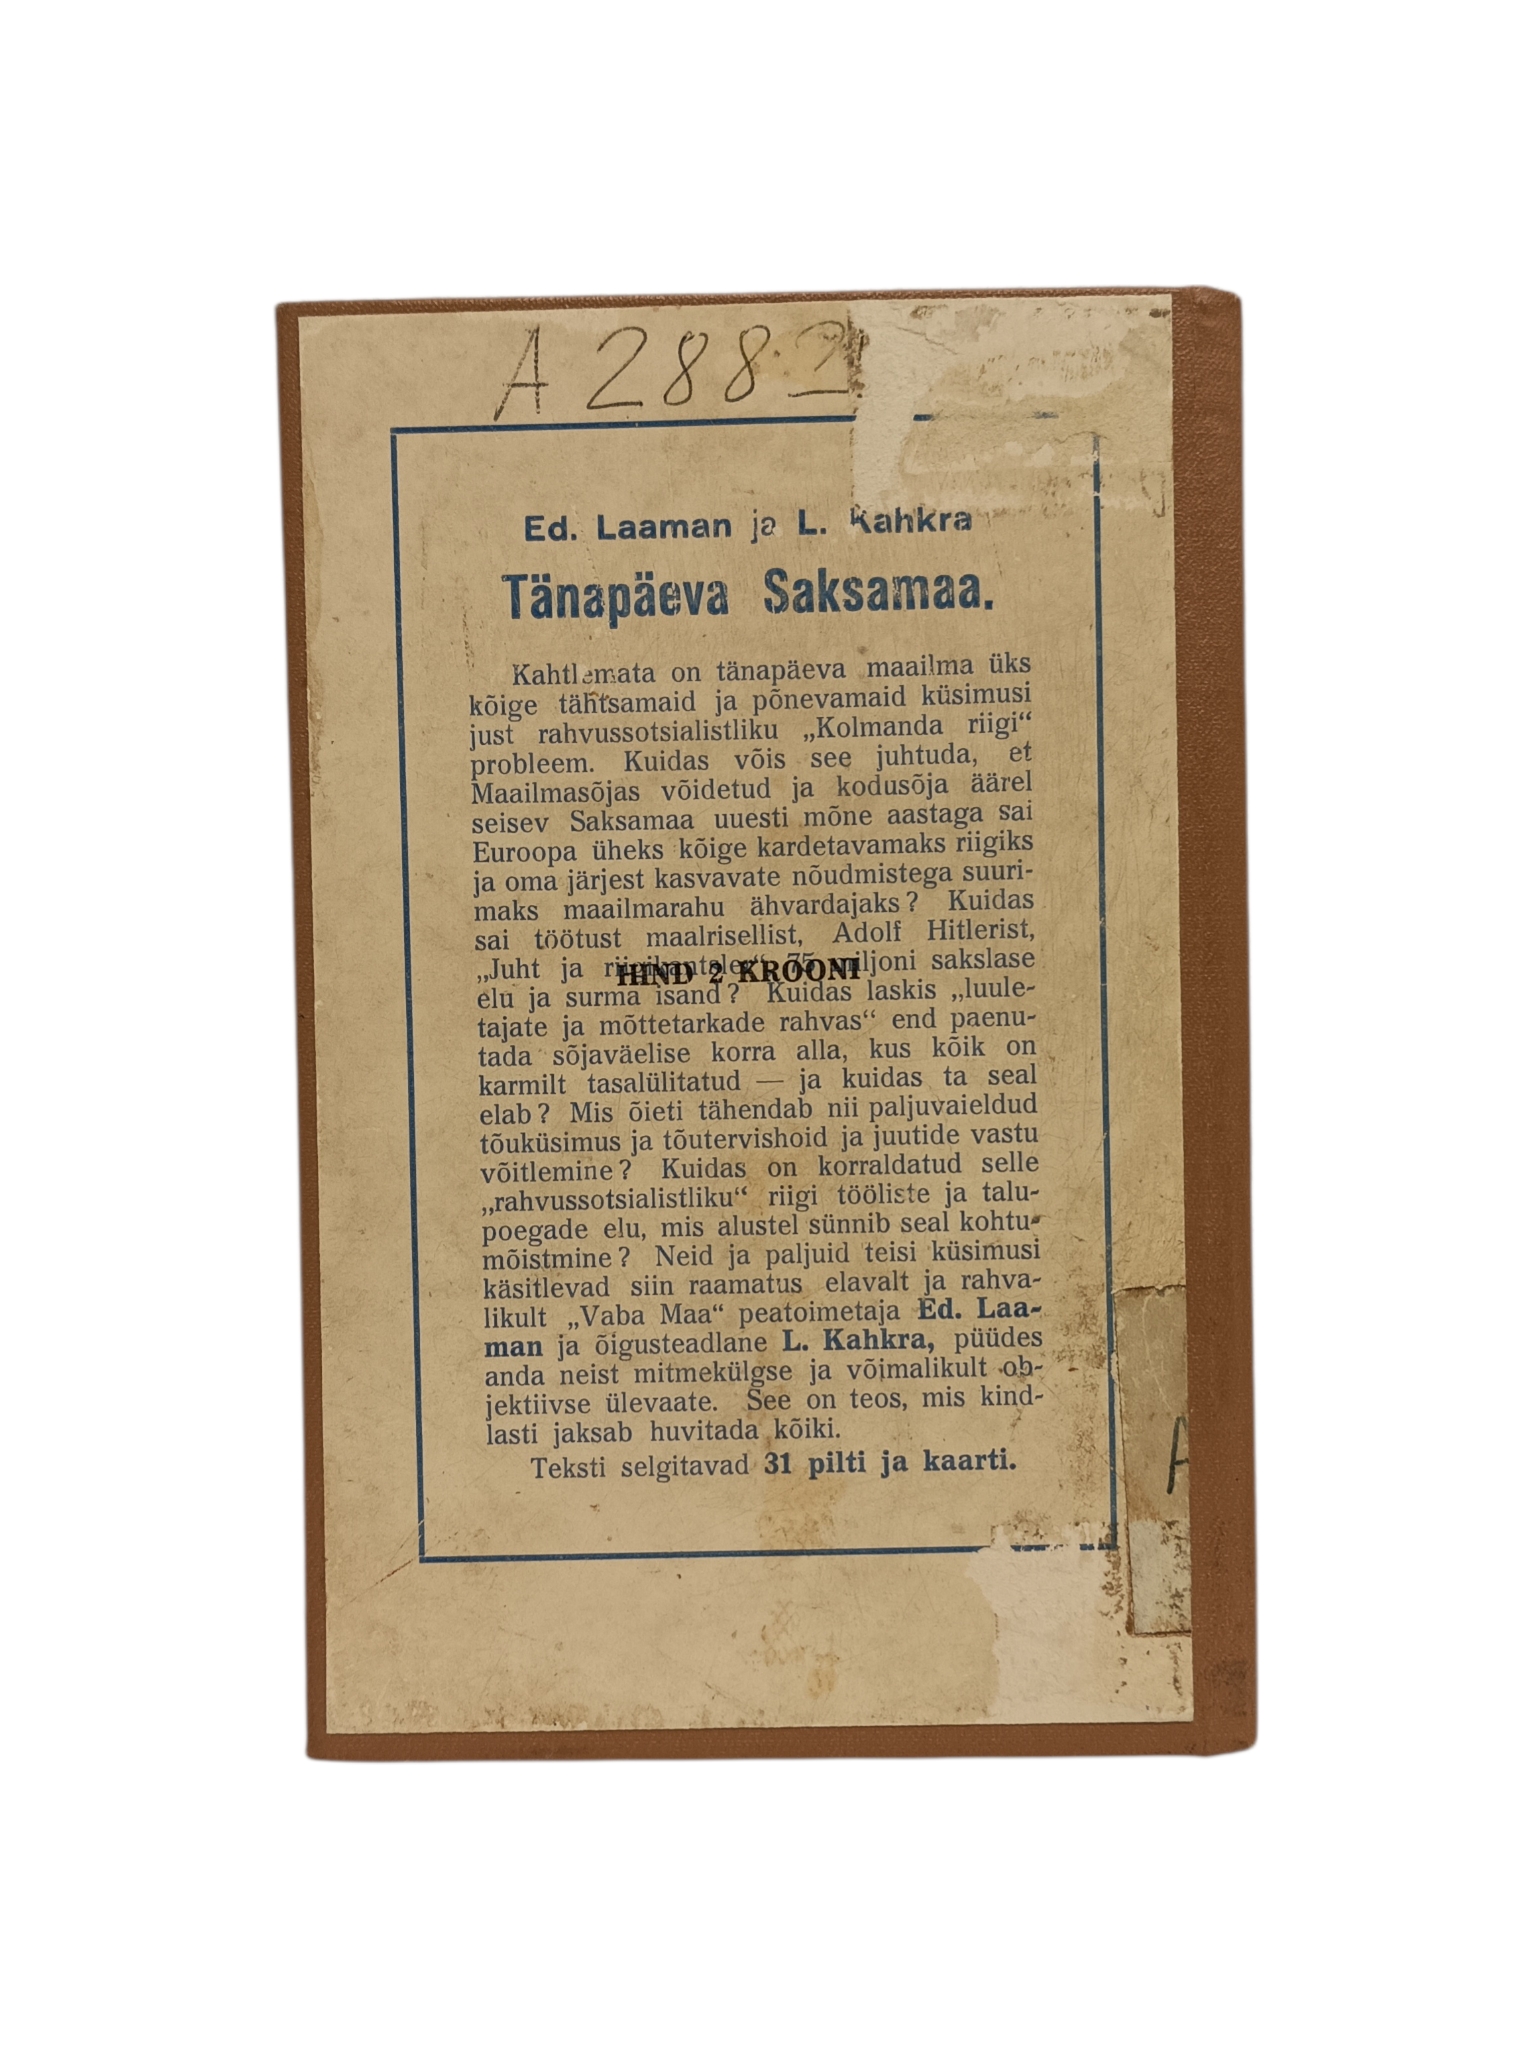 A 288
Ed. Laaman ja L. Kahkra
Tänapäeva Saksamaa.
Kahtlemata on tänapäeva maailma üks
kõige tähtsamaid ja põnevamaid küsimusi
just rahvussotsialistliku „Kolmanda riigi“
probleem. Kuidas võis see juhtuda, et
Maailmasõjas võidetud ja kodusõja äärel
seisev Saksamaa uuesti mõne aastaga sai
Euroopa üheks kõige kardetavamaks riigiks
ja oma järjest kasvavate nõudmistega suuri-
maks maailmarahu ähvardajaks? Kuidas
sai töötust maalrisellist, Adolf Hitlerist,
„Juht ja riigikantsler“, 75 miljoni sakslase
HIND 2 KROONI
elu ja surma isand? Kuidas laskis „luule-
tajate ja mõttetarkade rahvas“ end paenu-
tada sõjaväelise korra alla, kus kõik on
karmilt tasalülitatud — ja kuidas ta seal
elab? Mis õieti tähendab nii paljuvaieldud
tõuküsimus ja tõutervishoid ja juutide vastu
võitlemine? Kuidas on korraldatud selle
„rahvussotsialistliku“ riigi tööliste ja talu-
poegade elu, mis alustel sünnib seal kohtu-
mõistmine? Neid ja paljuid teisi küsimusi
käsitlevad siin raamatus elavalt ja rahva-
likult „Vaba Maa“ peatoimetaja Ed. Laa-
man ja õigusteadlane L. Kahkra, püüdes
anda neist mitmekülgse ja võimalikult ob-
jektiivse ülevaate. See on teos, mis kind-
lasti jaksab huvitada kõiki.
Teksti selgitavad 31 pilti ja kaarti.
A